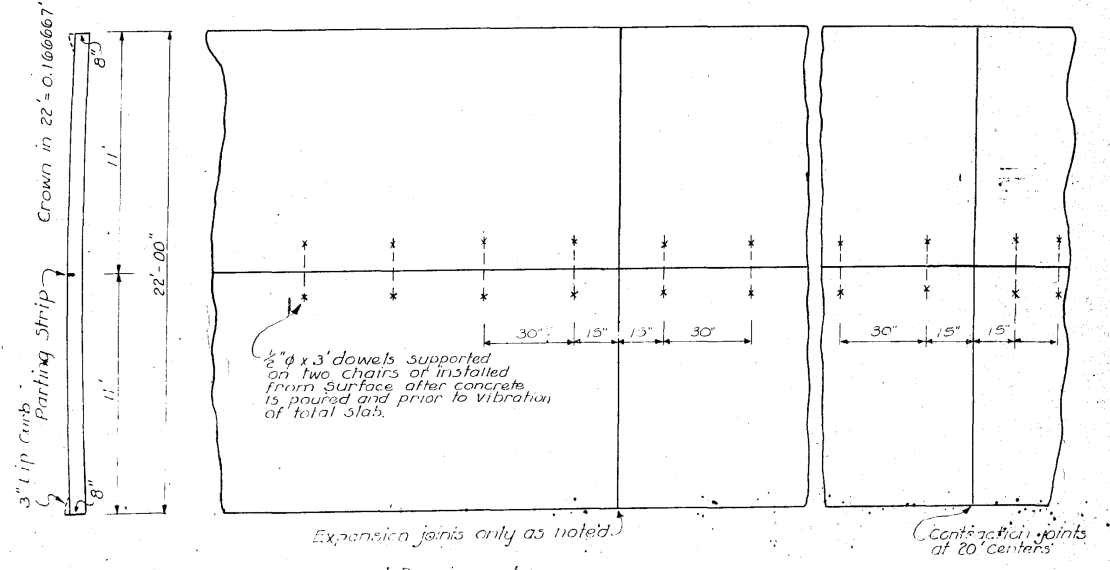 Crown in 22' = 0.166667'
8"
11'
22'-00"
Parting Strip
11'
3" Lip Curb
8"
30"
15"
15"
30"
30"
15"
15"
½"φ x 3' dowels supported
on two chairs or installed
from surface after concrete
is poured and prior to vibration
of total slab.
Expansion joints only as noted
Contraction joints
at 20' Centers